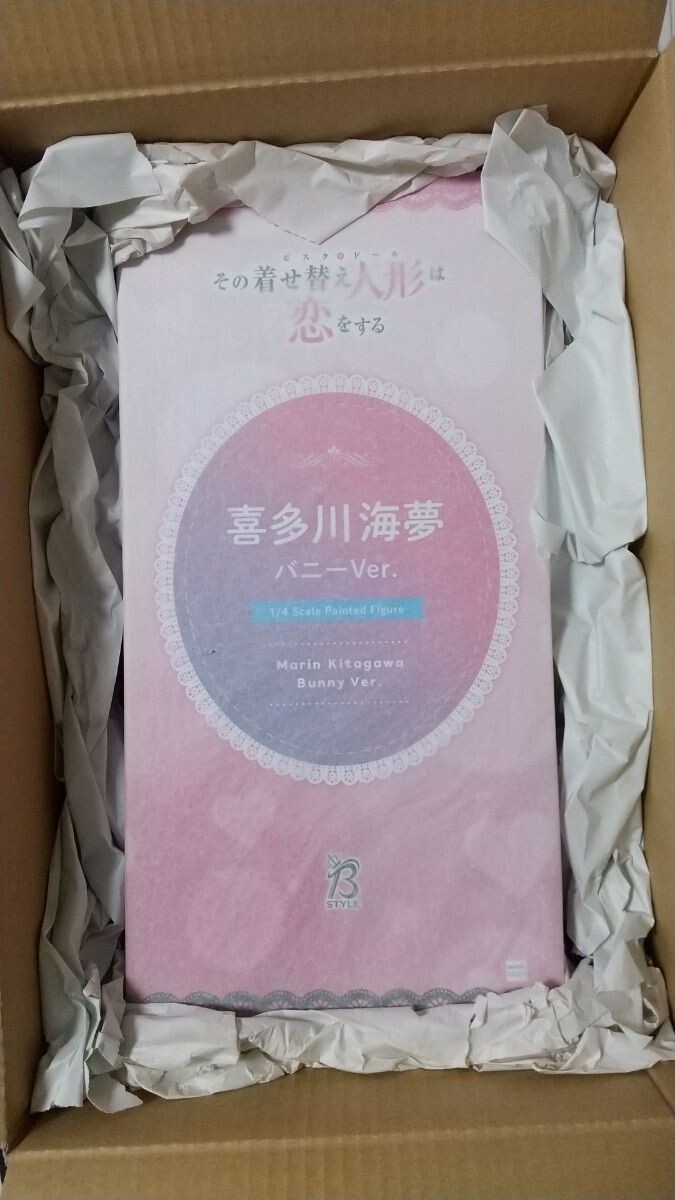 ビスク・ドール
その着せ替え人形は
恋をする
喜多川海夢
バニーVer.
1/4 Scale Painted Figure
Marin Kitagawa
Bunny Ver.
B
STYLE